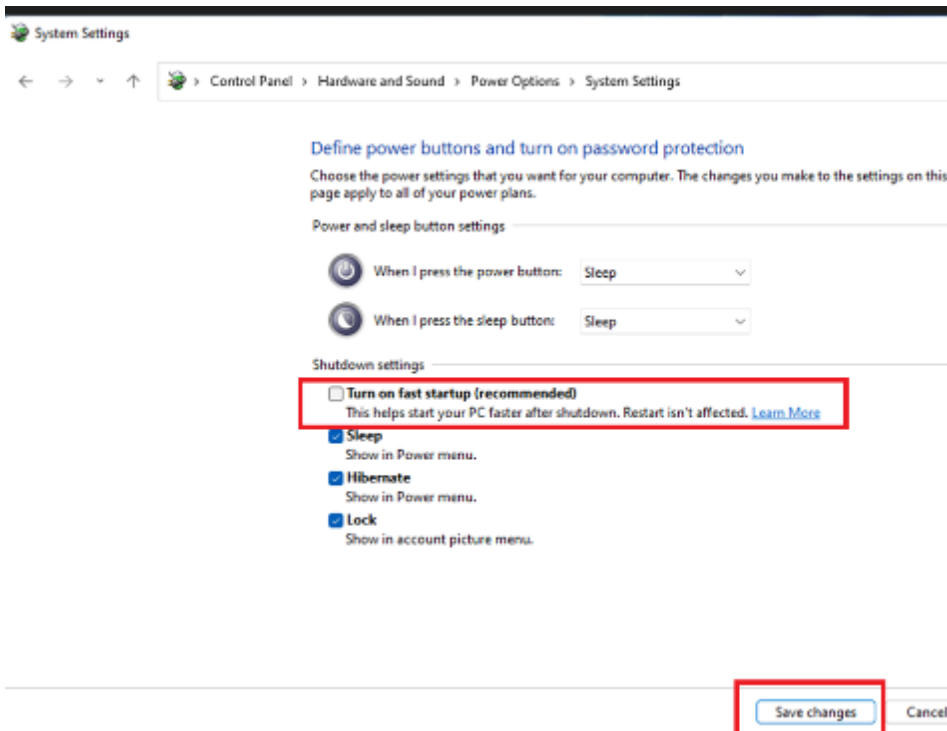 System Settings
Control Panel > Hardware and Sound > Power Options > System Settings
Define power buttons and turn on password protection
Choose the power settings that you want for your computer. The changes you make to the settings on this
page apply to all of your power plans.
Power and sleep button settings
When I press the power button: Sleep
When I press the sleep button: Sleep
Shutdown settings
Turn on fast startup (recommended)
This helps start your PC faster after shutdown. Restart isn't affected. Learn More
Sleep
Show in Power menu.
Hibernate
Show in Power menu.
Lock
Show in account picture menu.
Save changes Cancel